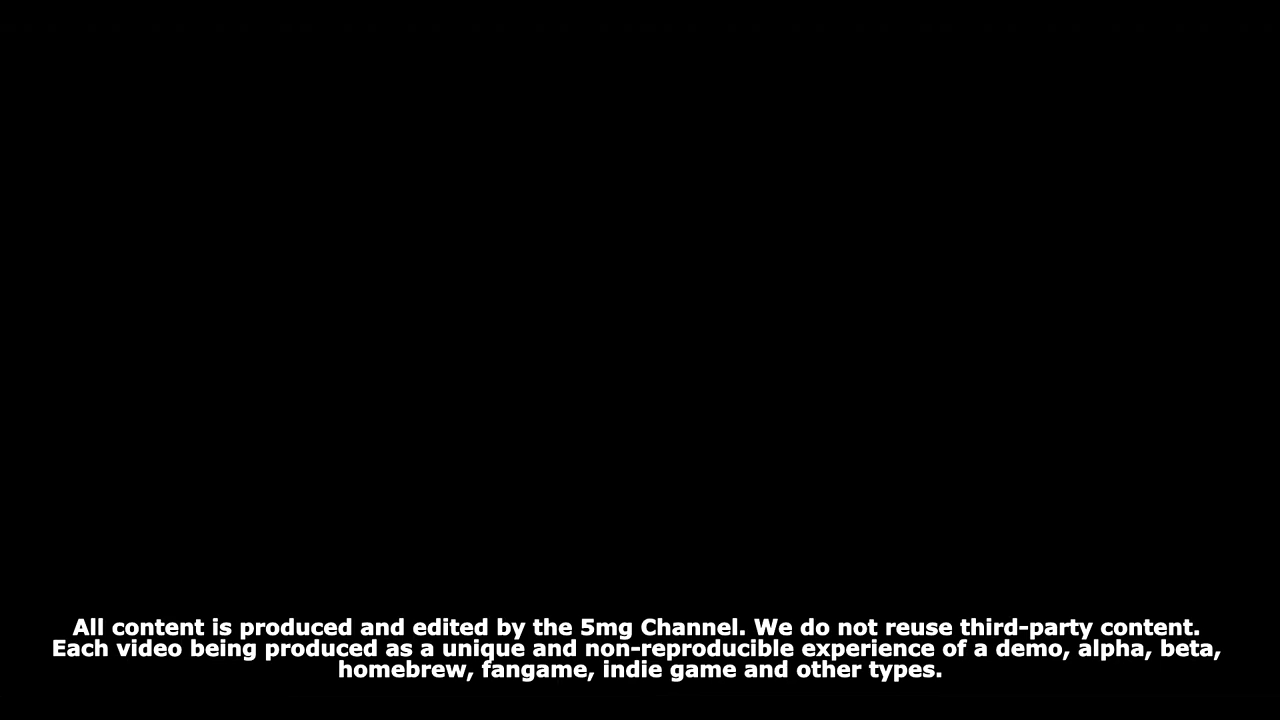 All content is produced and edited by the 5mg Channel. We do not reuse third-party content.
Each video being produced as a unique and non-reproducible experience of a demo, alpha, beta,
homebrew, fangame, indie game and other types.